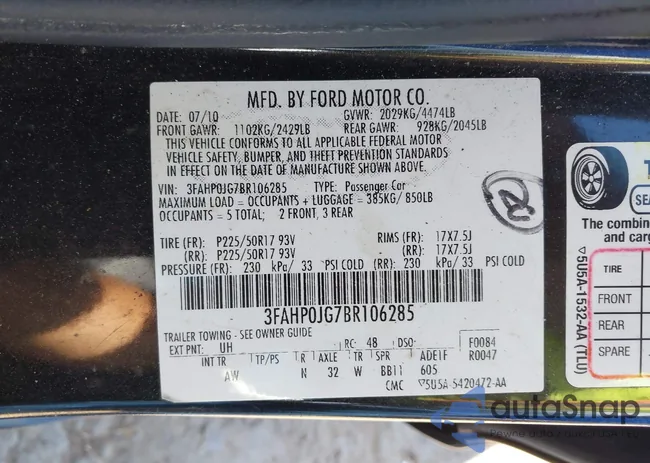 MFD. BY FORD MOTOR CO.
DATE: 07/10 GVWR: 2029KG/4474LB
FRONT GAWR: 1102KG/2429LB REAR GAWR: 928KG/2045LB
THIS VEHICLE CONFORMS TO ALL APPLICABLE FEDERAL MOTOR
VEHICLE SAFETY, BUMPER, AND THEFT PREVENTION STANDARDS
IN EFFECT ON THE DATE OF MANUFACTURE SHOWN ABOVE.
VIN: 3FAHP0JG7BR106285 TYPE: Passenger Car
MAXIMUM LOAD = OCCUPANTS + LUGGAGE = 385KG/ 850LB
OCCUPANTS = 5 TOTAL; 2 FRONT, 3 REAR
TIRE (FR): P225/50R17 93V RIMS (FR): 17X7.5J
(RR): P225/50R17 93V (RR): 17X7.5J
PRESSURE (FR): 230 kPa/ 33 PSI COLD (RR): 230 kPa/ 33 PSI COLD
3FAHP0JG7BR106285
TRAILER TOWING - SEE OWNER GUIDE
EXT PNT: UH RC: 48 DSO: F0084
INT TR TP/PS R AXLE TR SPR ADE1F R0047
AW N 32 W BB11 605
CMC ▽5U5A-5420472-AA
T
SEA
The combin
and carg
TIRE
FRONT
REAR
SPARE
▽5U5A-1532-AA (TLU)
autoSnap